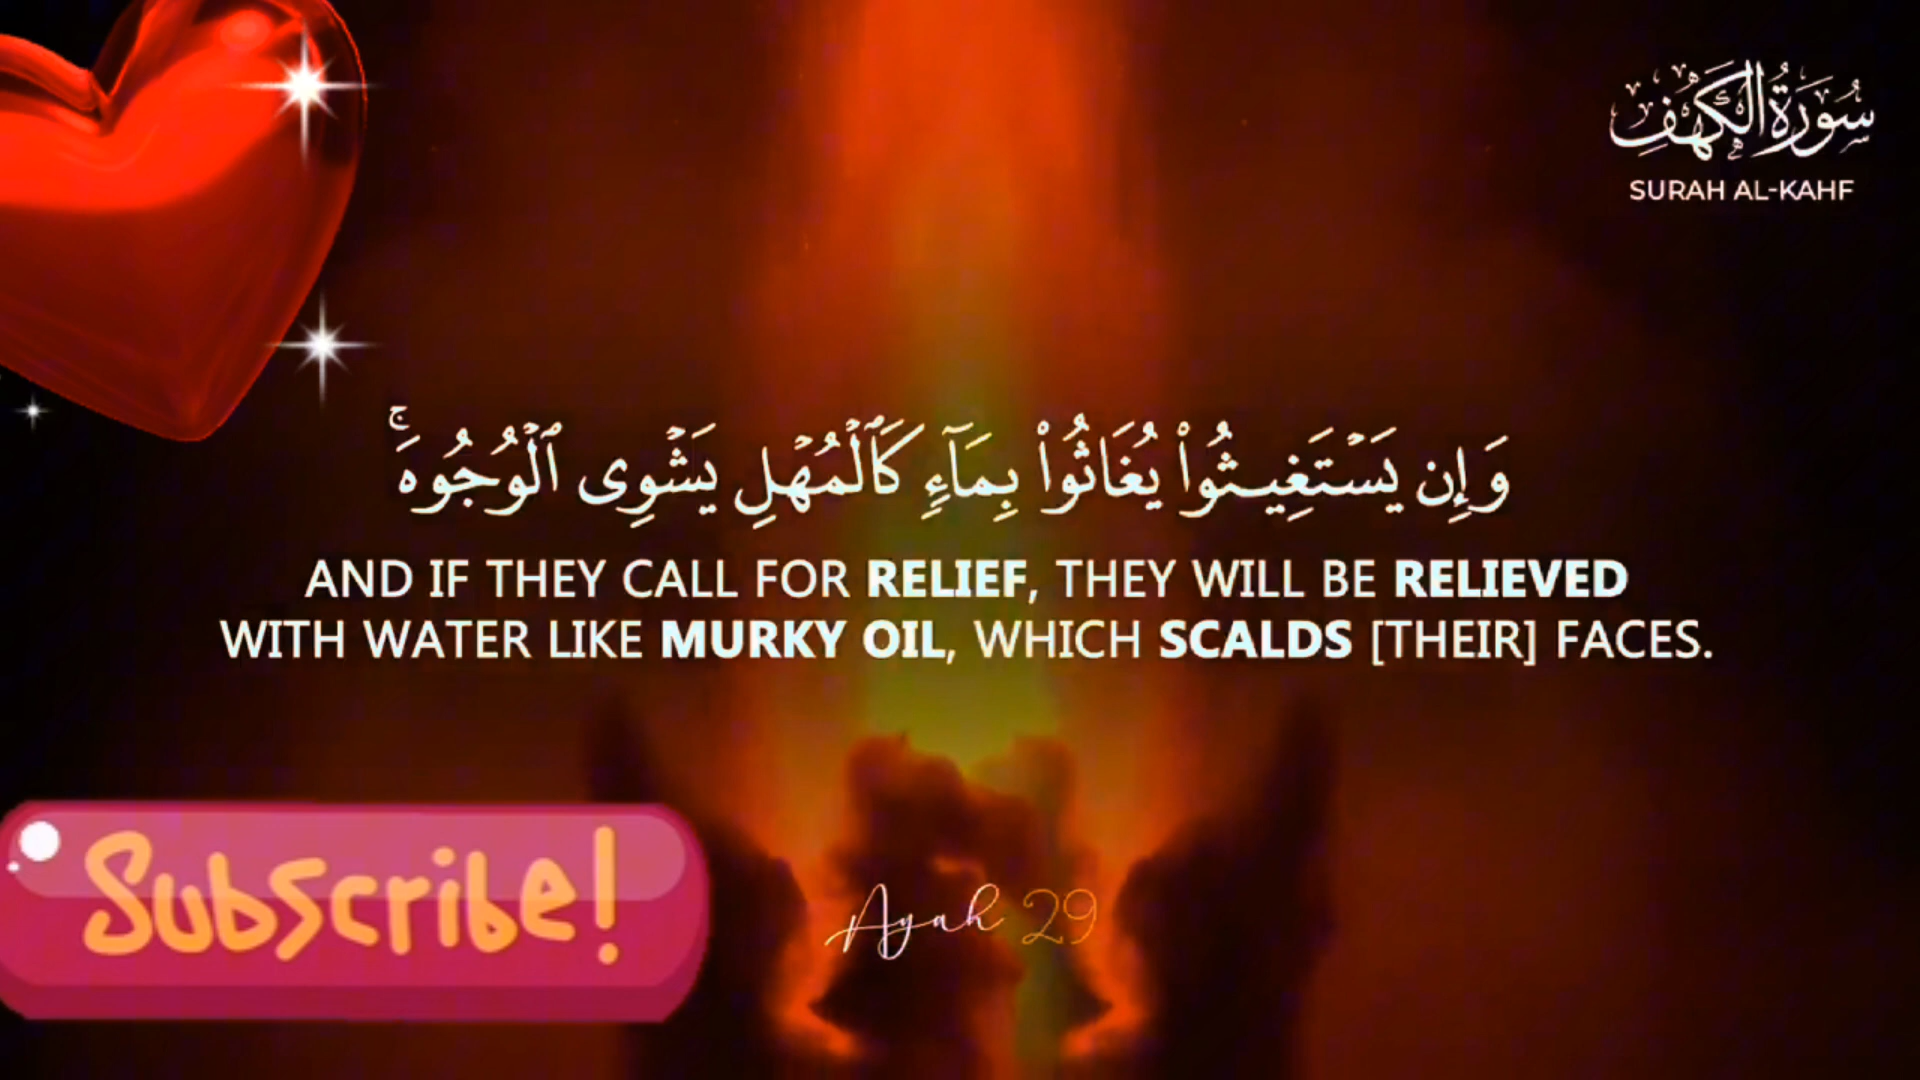 سُورَةُ الكَهْفِ
SURAH AL-KAHF
وَإِن يَسْتَغِيثُوا۟ يُغَاثُوا۟ بِمَآءٍ كَٱلْمُهْلِ يَشْوِى ٱلْوُجُوهَ ۚ
AND IF THEY CALL FOR RELIEF, THEY WILL BE RELIEVED
WITH WATER LIKE MURKY OIL, WHICH SCALDS [THEIR] FACES.
Subscribe!
Ayah 29